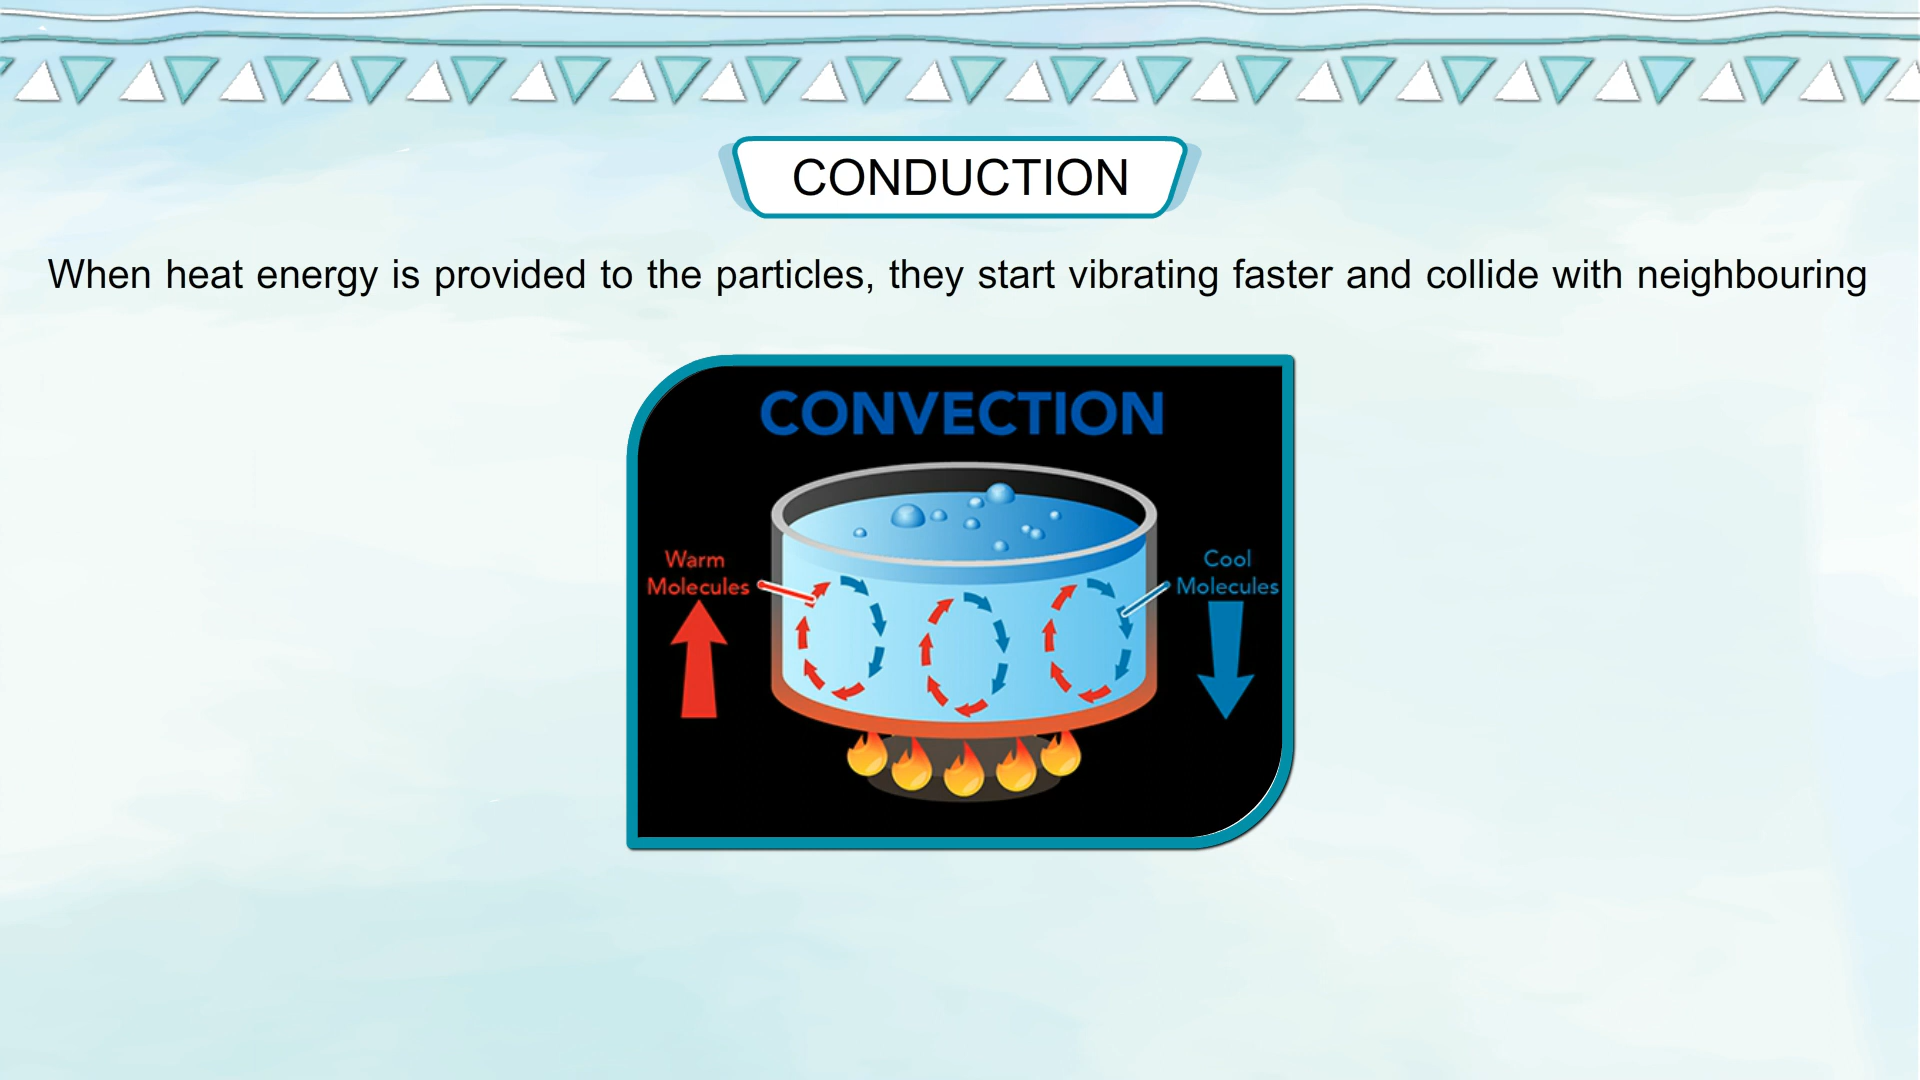 CONDUCTION
When heat energy is provided to the particles, they start vibrating faster and collide with neighbouring
CONVECTION
Warm
Molecules
Cool
Molecules